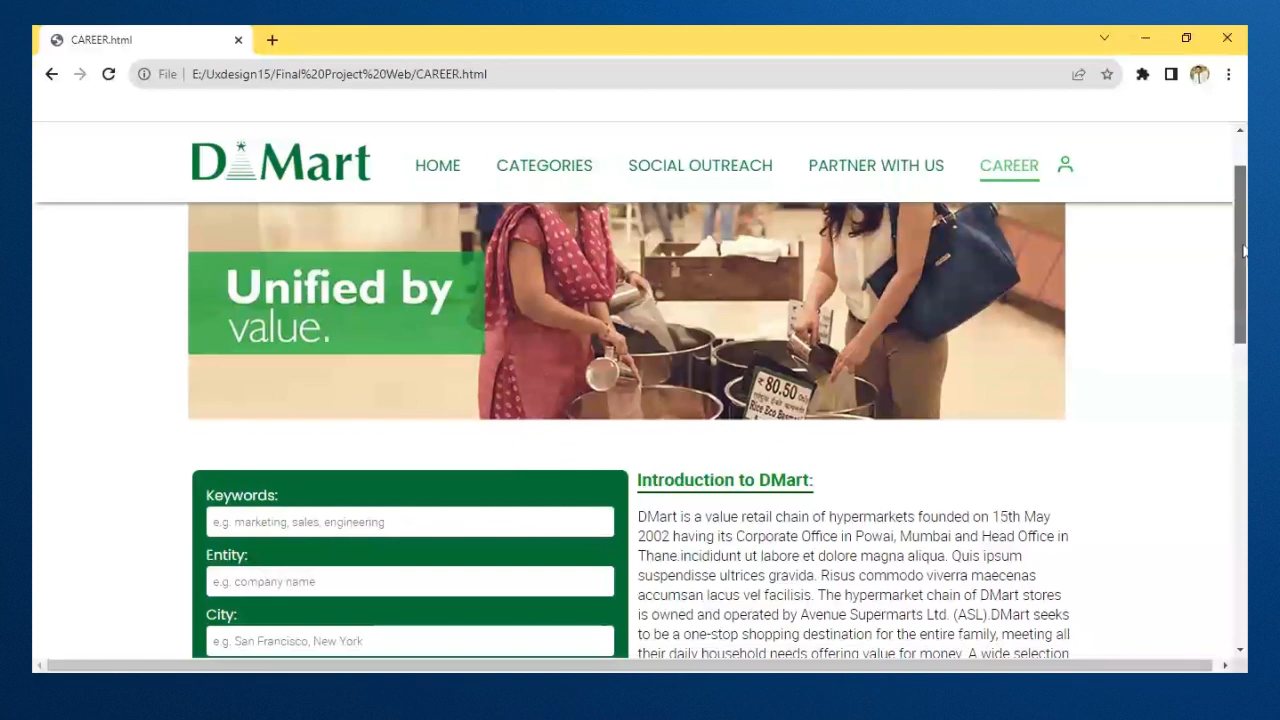 CAREER.html
File
E:/Uxdesign15/Final%20Project%20Web/CAREER.html
D Mart
HOME
CATEGORIES
SOCIAL OUTREACH
PARTNER WITH US
CAREER
Unified by
value.
₹ 80.50
Rice Eco
Keywords:
e.g. marketing, sales, engineering
Entity:
e.g. company name
City:
e.g. San Francisco, New York
Introduction to DMart:
DMart is a value retail chain of hypermarkets founded on 15th May
2002 having its Corporate Office in Powai, Mumbai and Head Office in
Thane.incididunt ut labore et dolore magna aliqua. Quis ipsum
suspendisse ultrices gravida. Risus commodo viverra maecenas
accumsan lacus vel facilisis. The hypermarket chain of DMart stores
is owned and operated by Avenue Supermarts Ltd. (ASL).DMart seeks
to be a one-stop shopping destination for the entire family, meeting all
their daily household needs offering value for money. A wide selection